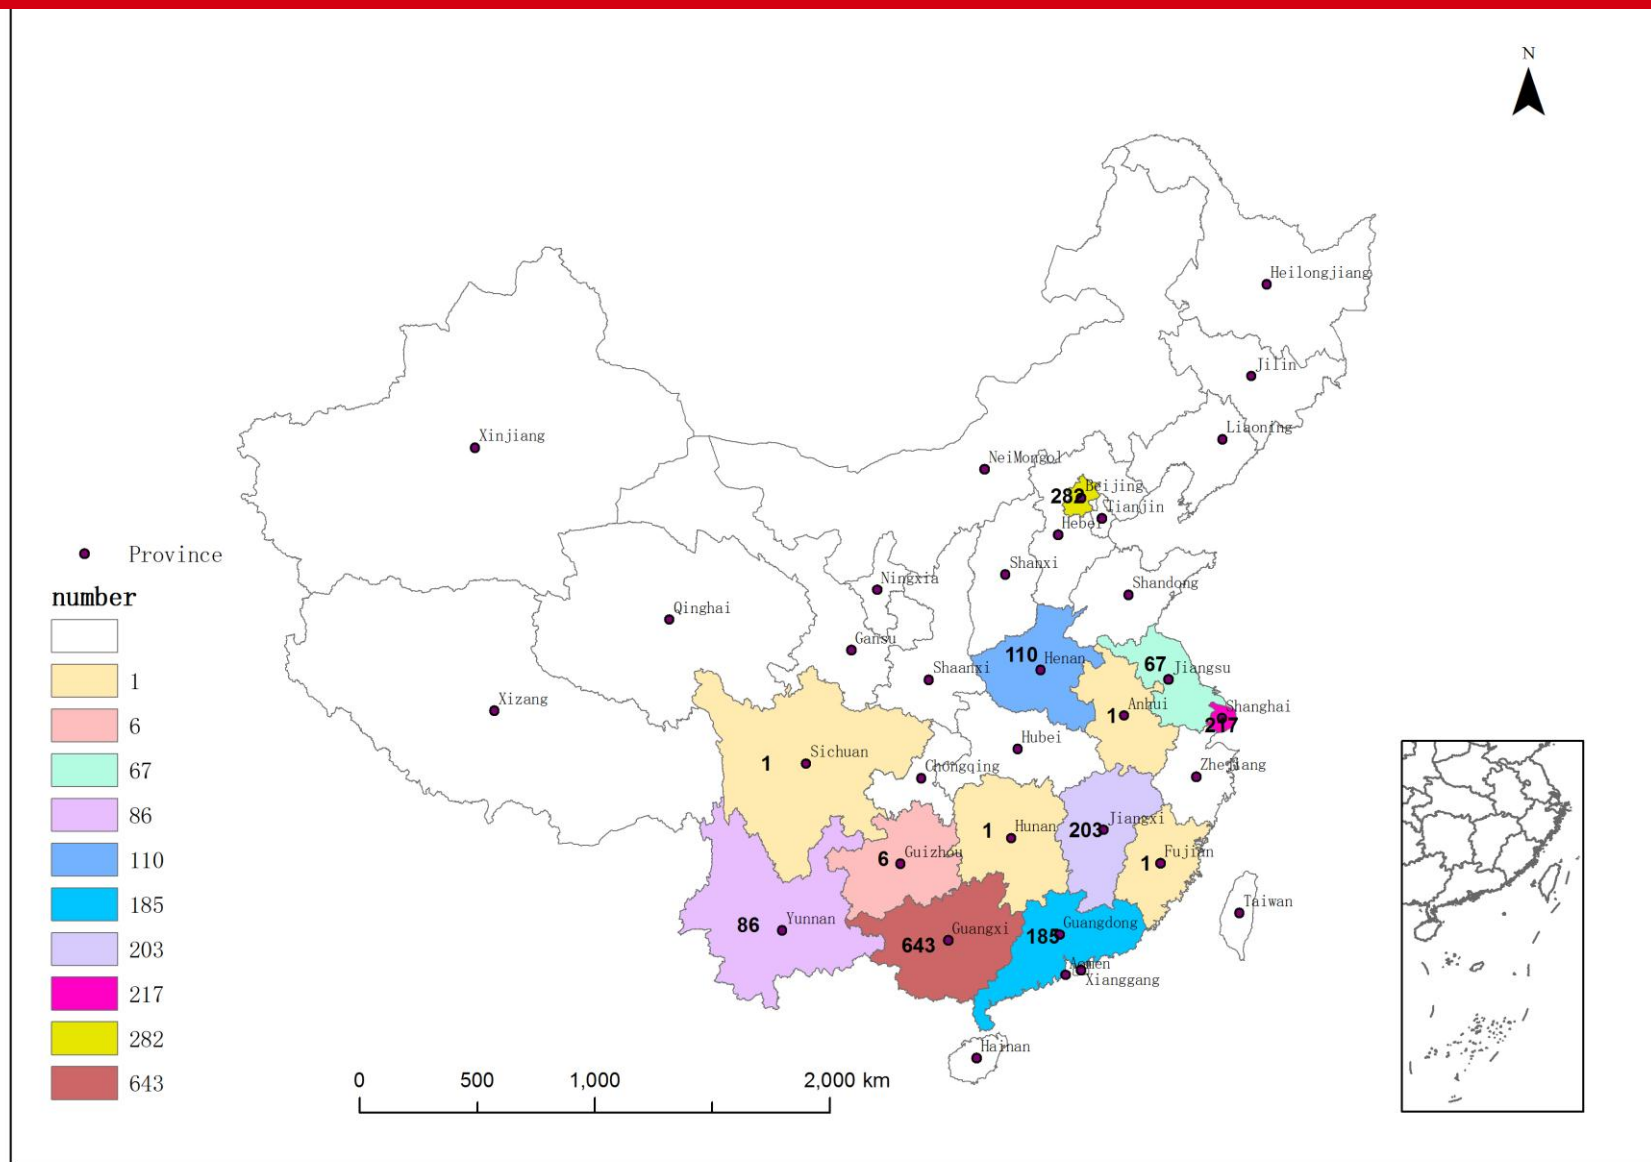 N
Heilongjiang
Jilin
Liaoning
Xinjiang
NeiMongol
282
Beijing
Tianjin
Hebei
Shanxi
Ningxia
Shandong
Qinghai
Gansu
110
Henan
67
Jiangsu
Shaanxi
Xizang
1
Anhui
Shanghai
217
Hubei
1
Sichuan
Chongqing
Zhejiang
1
Hunan
203
Jiangxi
6
Guizhou
1
Fujian
Taiwan
86
Yunnan
643
Guangxi
185
Guangdong
Aomen
Xianggang
Hainan
Province
number
1
6
67
86
110
185
203
217
282
643
0 500 1,000 2,000 km